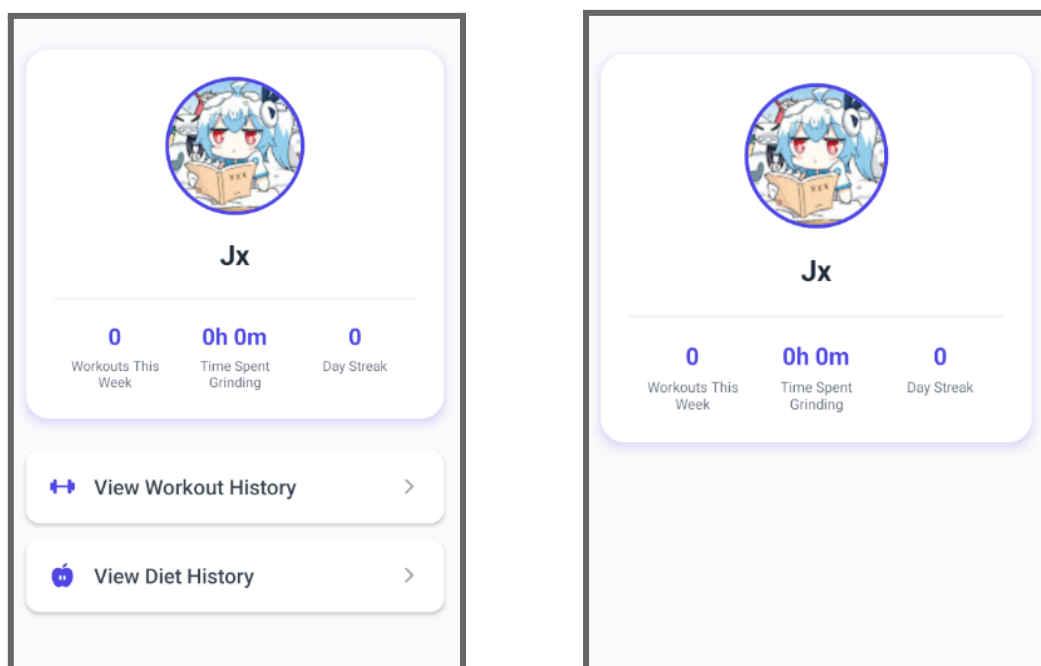 Jx
0 0h 0m 0
Workouts This Time Spent Day Streak
Week Grinding
View Workout History
View Diet History
Jx
0 0h 0m 0
Workouts This Time Spent Day Streak
Week Grinding